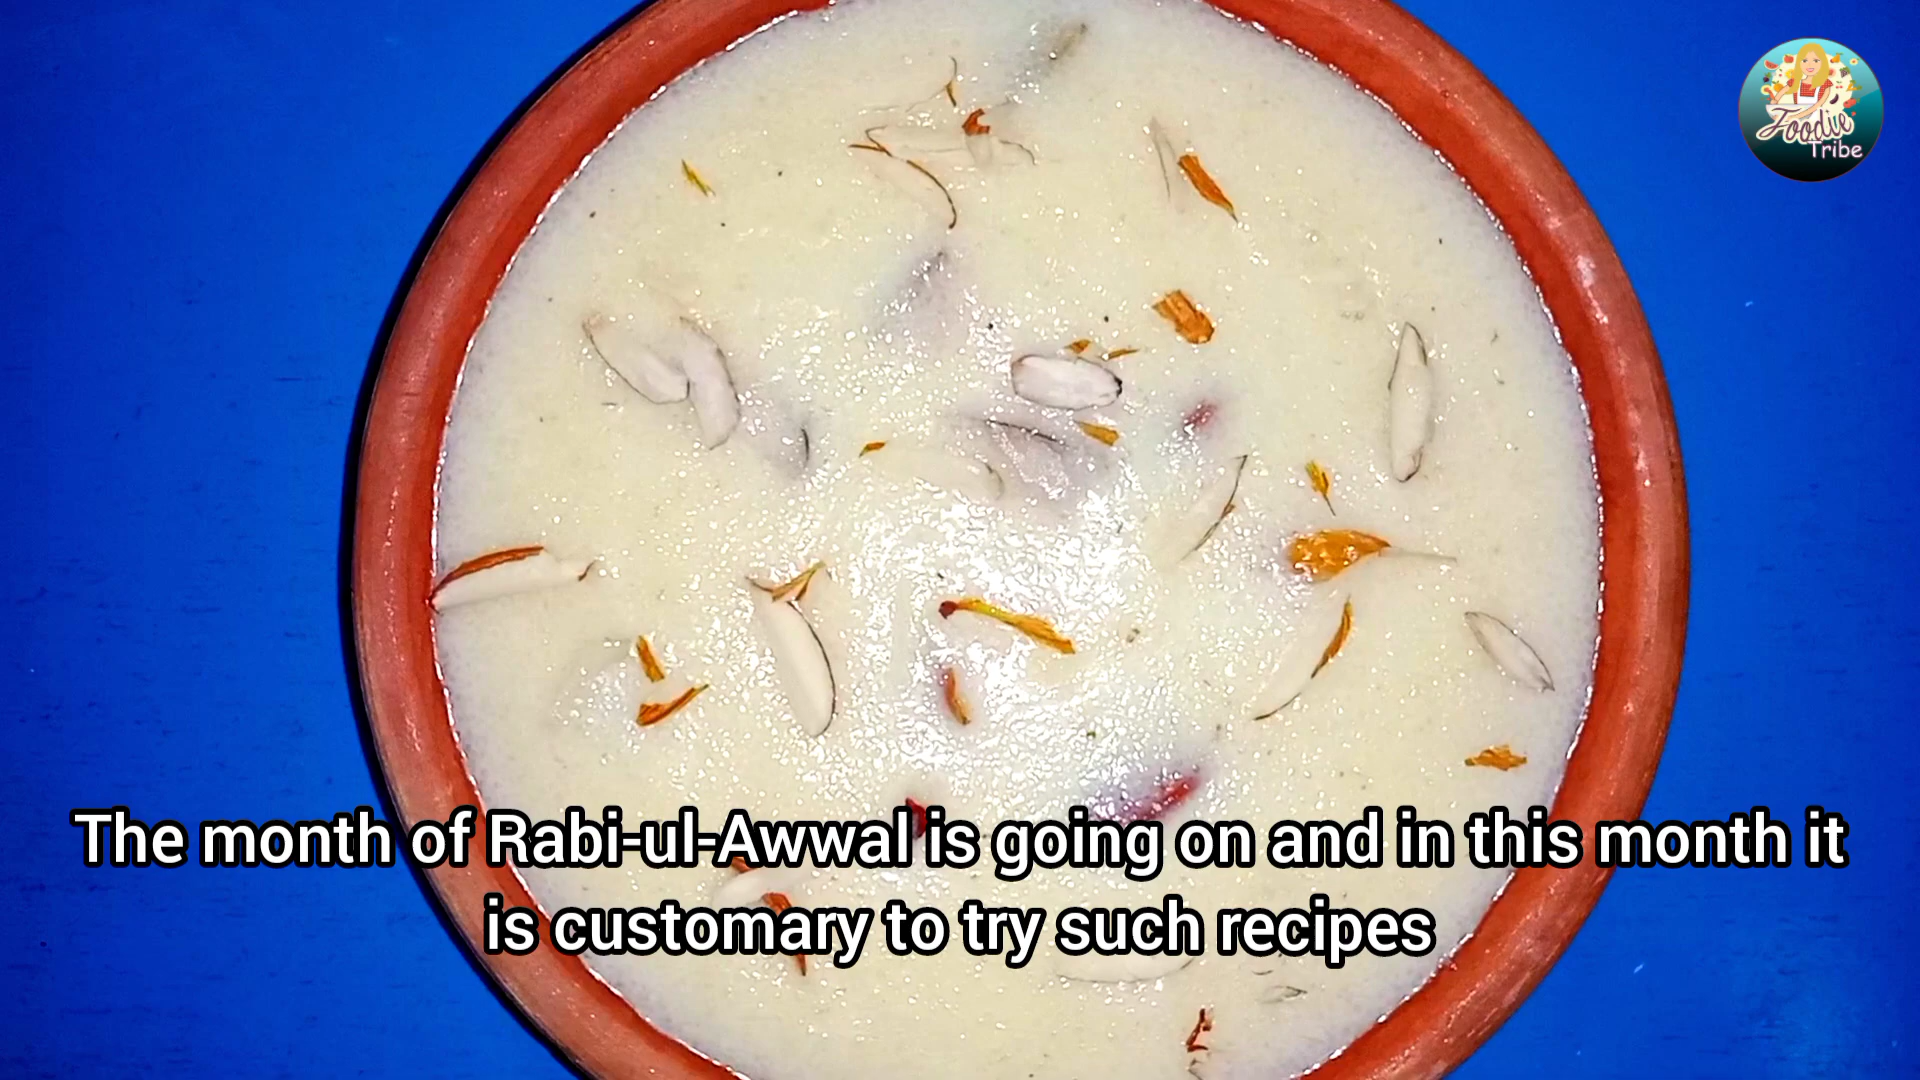 Foodie
Tribe
The month of Rabi-ul-Awwal is going on and in this month it
is customary to try such recipes